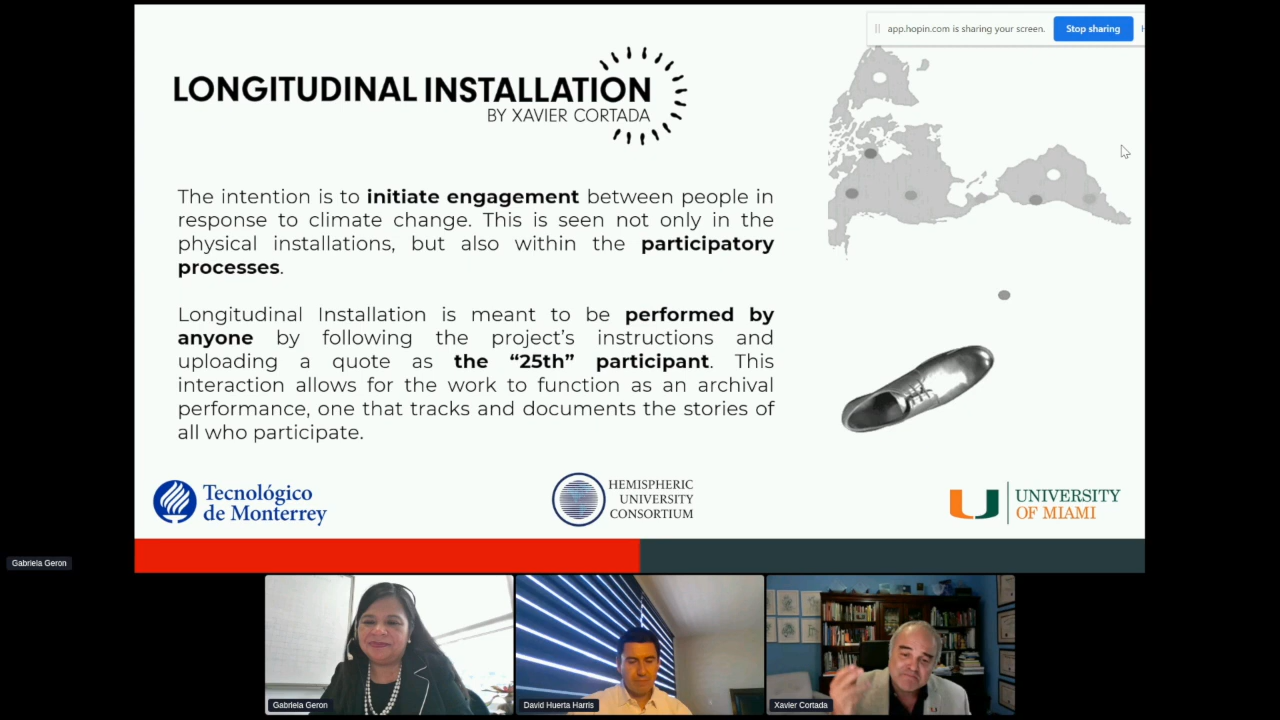 app.hopin.com is sharing your screen.
Stop sharing
LONGITUDINAL INSTALLATION
BY XAVIER CORTADA
The intention is to initiate engagement between people in
response to climate change. This is seen not only in the
physical installations, but also within the participatory
processes.
Longitudinal Installation is meant to be performed by
anyone by following the project’s instructions and
uploading a quote as the “25th” participant. This
interaction allows for the work to function as an archival
performance, one that tracks and documents the stories of
all who participate.
Tecnológico
de Monterrey
HEMISPHERIC
UNIVERSITY
CONSORTIUM
UNIVERSITY
OF MIAMI
Gabriela Geron
Gabriela Geron
David Huerta Harris
Xavier Cortada